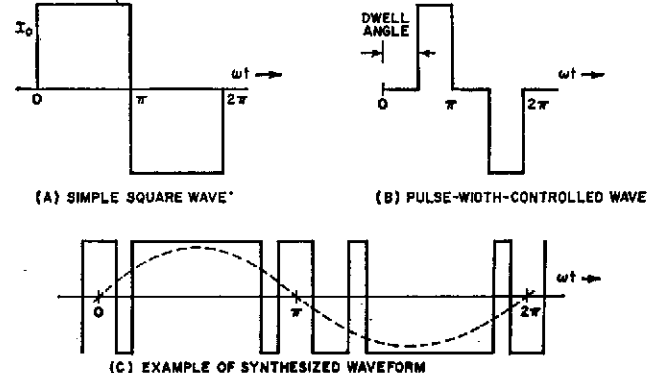 DWELL
ANGLE
I₀
ωt
0
π
2π
(A) SIMPLE SQUARE WAVE
ωt
0
π
2π
(B) PULSE-WIDTH-CONTROLLED WAVE
ωt
0
π
2π
(C) EXAMPLE OF SYNTHESIZED WAVEFORM